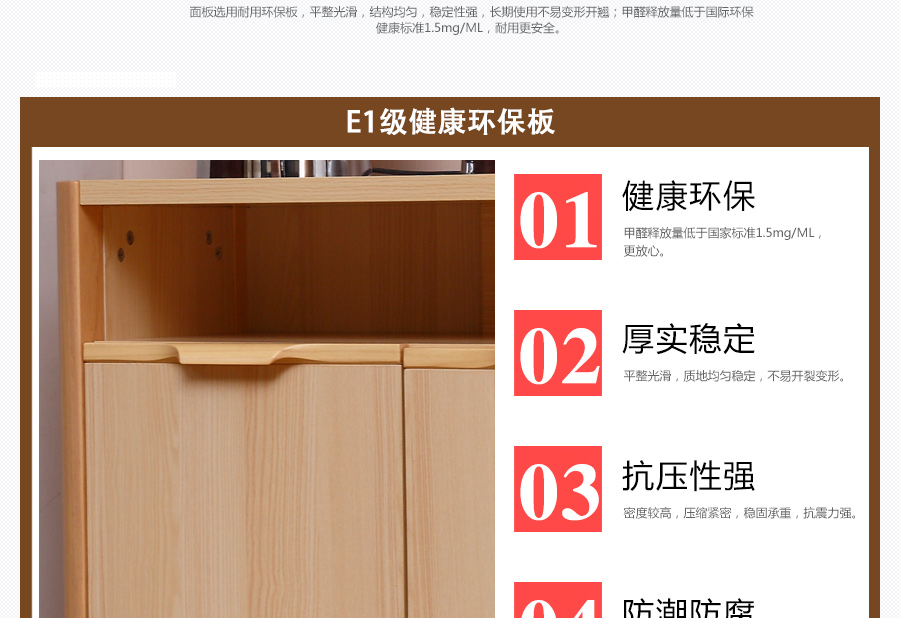 面板选用耐用环保板，平整光滑，结构均匀，稳定性强，长期使用不易变形开翘；甲醛释放量低于国际环保
健康标准1.5mg/ML，耐用更安全。
E1级健康环保板
01
健康环保
甲醛释放量低于国家标准1.5mg/ML，
更放心。
02
厚实稳定
平整光滑，质地均匀稳定，不易开裂变形。
03
抗压性强
密度较高，压缩紧密，稳固承重，抗震力强。
04
防潮防腐